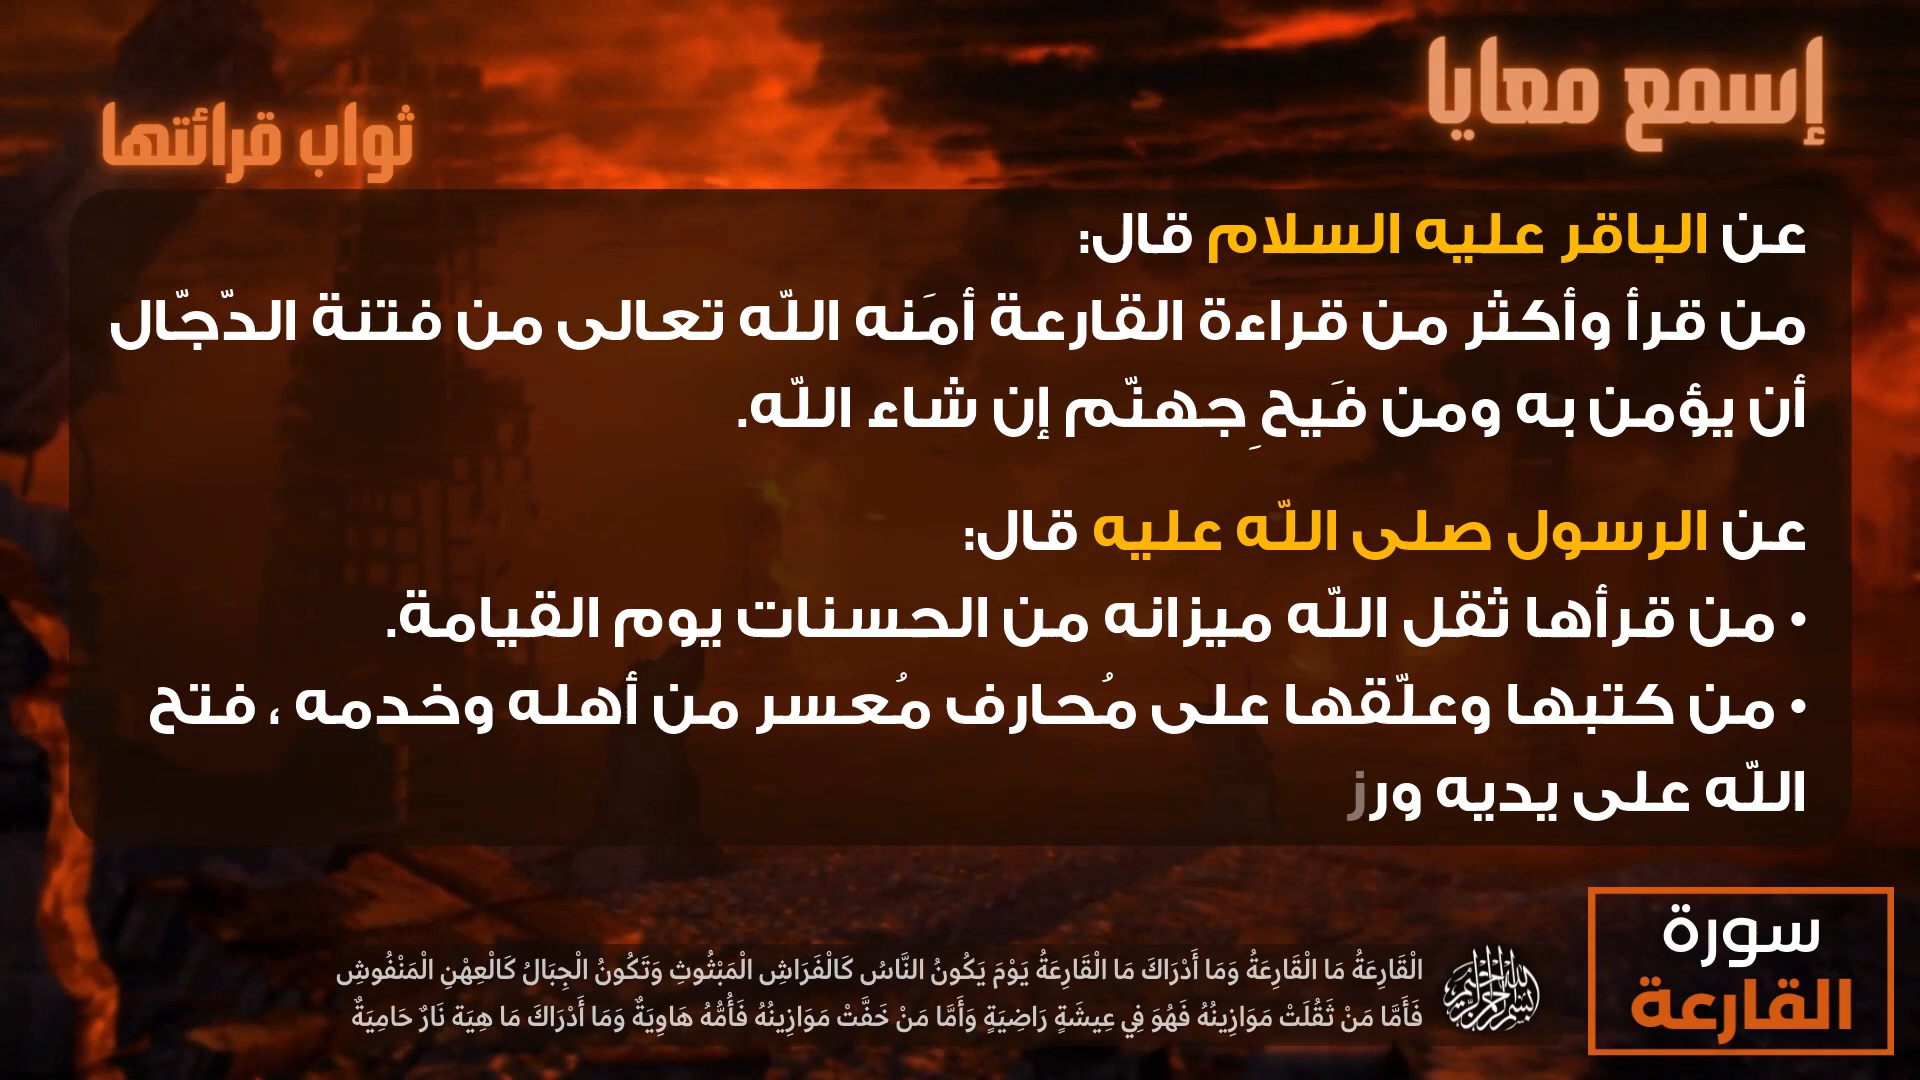 إسمع معايا
ثواب قرائتها
عن الباقر عليه السلام قال:
من قرأ وأكثر من قراءة القارعة أمَنه اللّه تعالى من فتنة الدّجّال
أن يؤمن به ومن فَيحِ جهنّم إن شاء اللّه.
عن الرسول صلى اللّه عليه قال:
• من قرأها ثقل اللّه ميزانه من الحسنات يوم القيامة.
• من كتبها وعلّقها على مُحارف مُعسر من أهله وخدمه ، فتح
اللّه على يديه ورز
بسم الله الرحمن الرحيم
الْقَارِعَةُ مَا الْقَارِعَةُ وَمَا أَدْرَاكَ مَا الْقَارِعَةُ يَوْمَ يَكُونُ النَّاسُ كَالْفَرَاشِ الْمَبْثُوثِ وَتَكُونُ الْجِبَالُ كَالْعِهْنِ الْمَنْفُوشِ
فَأَمَّا مَنْ ثَقُلَتْ مَوَازِينُهُ فَهُوَ فِي عِيشَةٍ رَاضِيَةٍ وَأَمَّا مَنْ خَفَّتْ مَوَازِينُهُ فَأُمُّهُ هَاوِيَةٌ وَمَا أَدْرَاكَ مَا هِيَة نَارٌ حَامِيَةٌ
سورة
القارعة